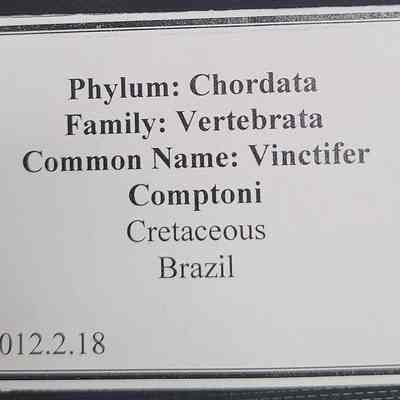 Phylum: Chordata
Family: Vertebrata
Common Name: Vinctifer
Comptoni
Cretaceous
Brazil
012.2.18